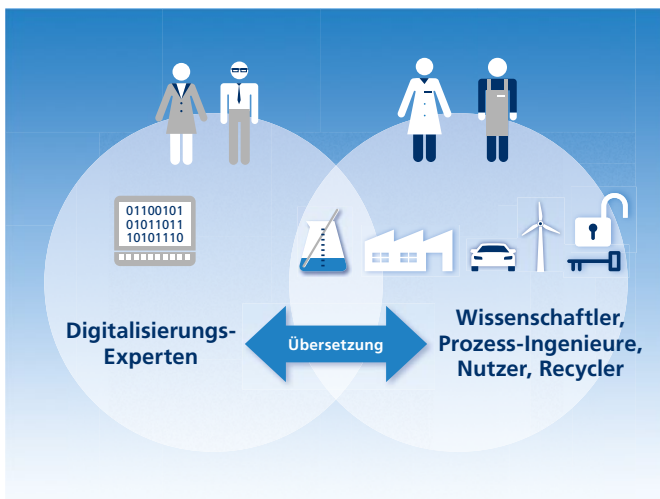 01100101
01011011
10101110
Digitalisierungs-
Experten
Übersetzung
Wissenschaftler,
Prozess-Ingenieure,
Nutzer, Recycler